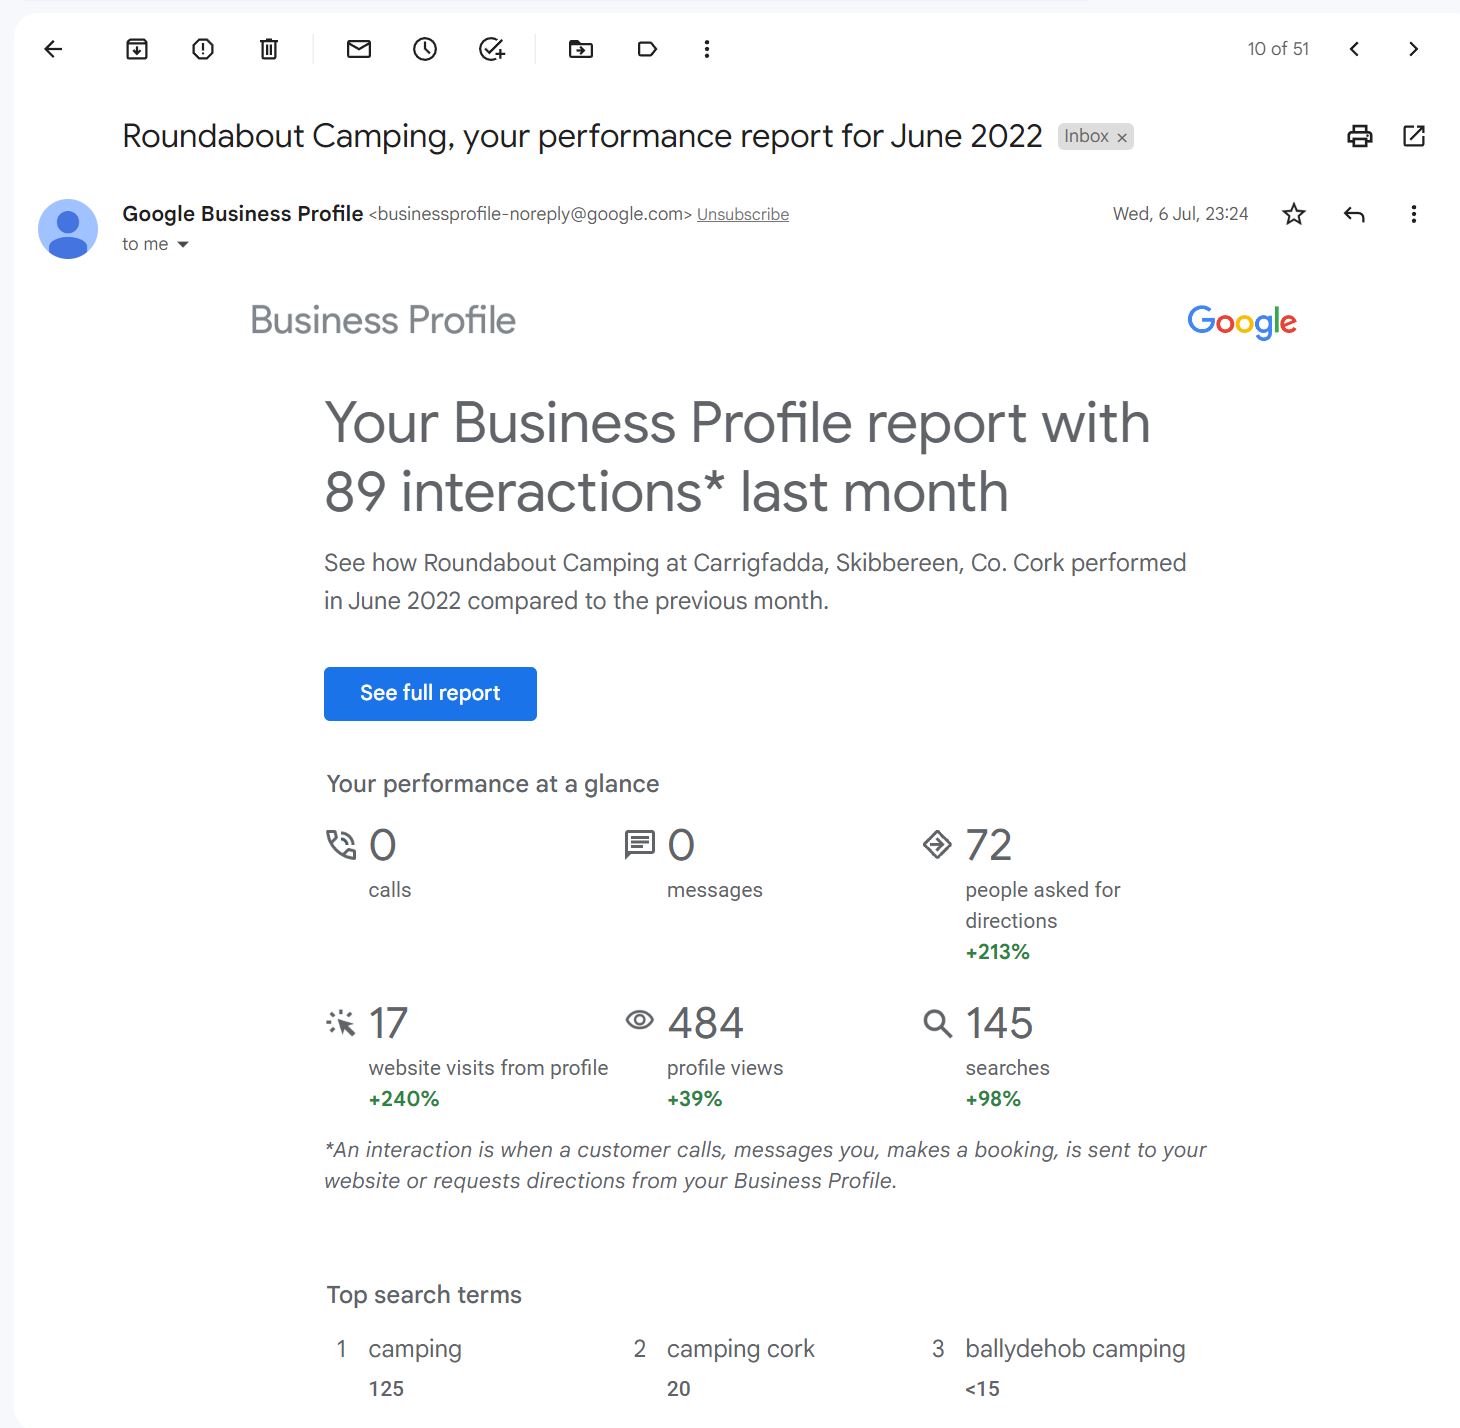 10 of 51
Roundabout Camping, your performance report for June 2022 Inbox ×
Google Business Profile <businessprofile-noreply@google.com> Unsubscribe Wed, 6 Jul, 23:24
to me
Business Profile Google
Your Business Profile report with
89 interactions* last month
See how Roundabout Camping at Carrigfadda, Skibbereen, Co. Cork performed
in June 2022 compared to the previous month.
See full report
Your performance at a glance
0
calls
0
messages
72
people asked for
directions
+213%
17
website visits from profile
+240%
484
profile views
+39%
145
searches
+98%
*An interaction is when a customer calls, messages you, makes a booking, is sent to your
website or requests directions from your Business Profile.
Top search terms
1 camping
125
2 camping cork
20
3 ballydehob camping
<15